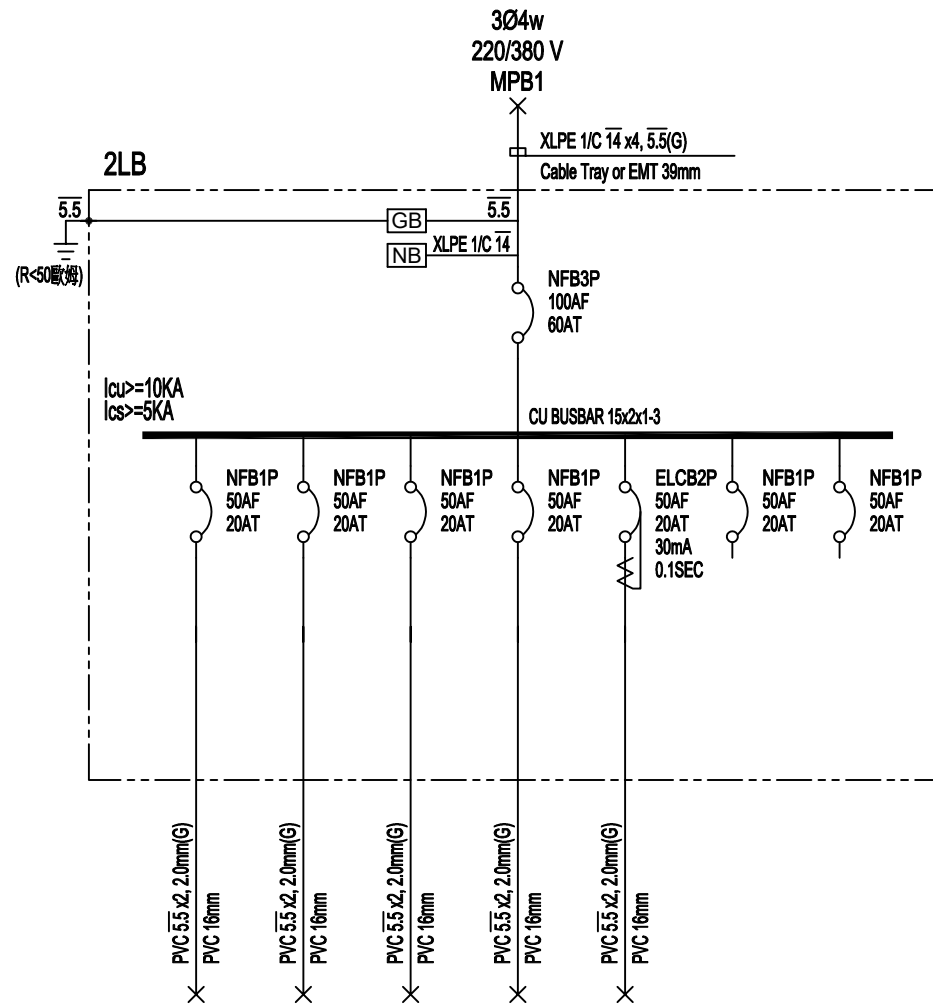 3Ø4w
220/380 V
MPB1
XLPE 1/C 14 x4, 5.5(G)
Cable Tray or EMT 39mm
2LB
5.5
GB
5.5
NB
XLPE 1/C 14
(R<50歐姆)
NFB3P
100AF
60AT
Icu>=10KA
Ics>=5KA
CU BUSBAR 15x2x1-3
NFB1P
50AF
20AT
NFB1P
50AF
20AT
NFB1P
50AF
20AT
NFB1P
50AF
20AT
ELCB2P
50AF
20AT
30mA
0.1SEC
NFB1P
50AF
20AT
NFB1P
50AF
20AT
PVC 5.5 x2, 2.0mm(G)
PVC 16mm
PVC 5.5 x2, 2.0mm(G)
PVC 16mm
PVC 5.5 x2, 2.0mm(G)
PVC 16mm
PVC 5.5 x2, 2.0mm(G)
PVC 16mm
PVC 5.5 x2, 2.0mm(G)
PVC 16mm